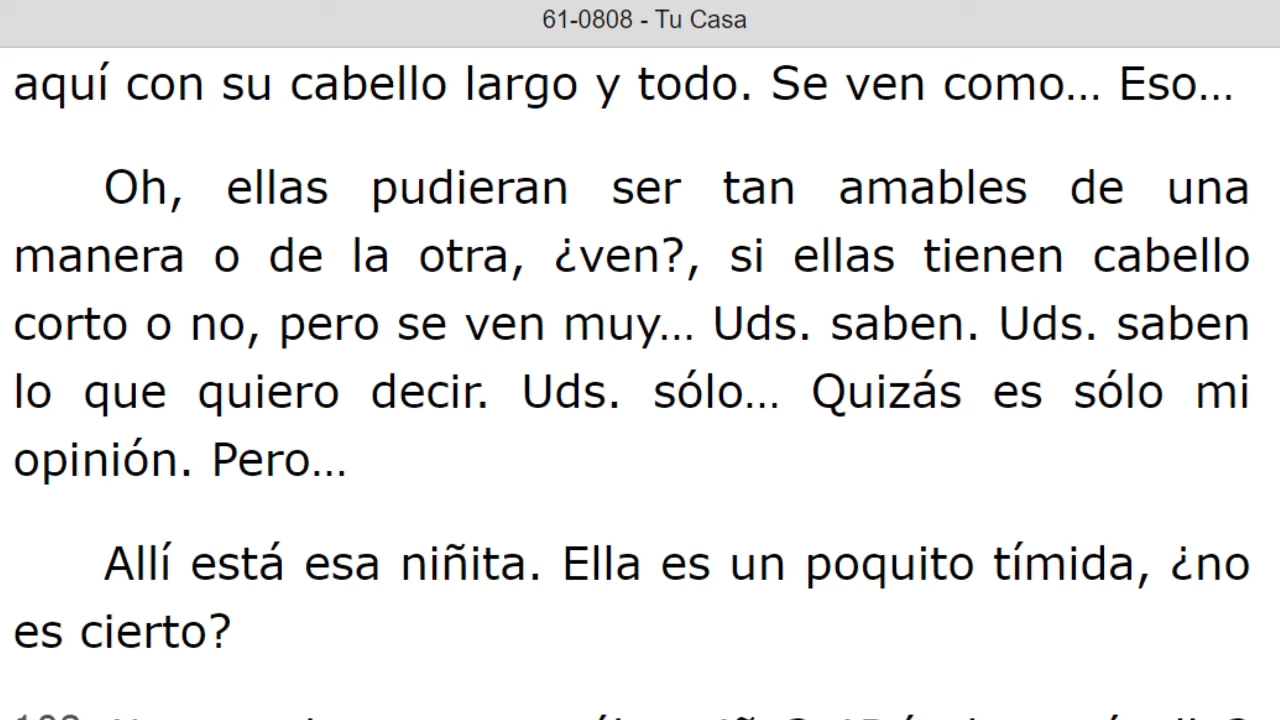 61-0808 - Tu Casa
aquí con su cabello largo y todo. Se ven como… Eso…
Oh, ellas pudieran ser tan amables de una
manera o de la otra, ¿ven?, si ellas tienen cabello
corto o no, pero se ven muy… Uds. saben. Uds. saben
lo que quiero decir. Uds. sólo… Quizás es sólo mi
opinión. Pero…
Allí está esa niñita. Ella es un poquito tímida, ¿no
es cierto?